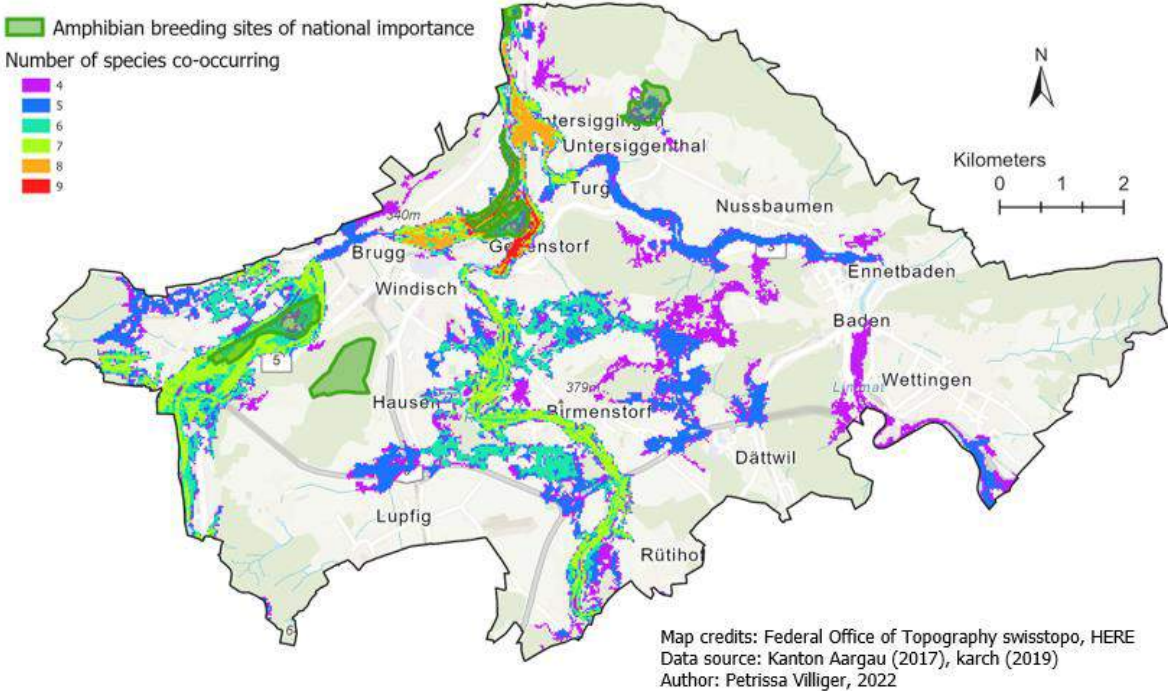 Amphibian breeding sites of national importance
Number of species co-occurring
4
5
6
7
8
9
N
Kilometers
0 1 2
Untersiggenthal
Turgi
Nussbaumen
340m
Brugg
3
Ennetbaden
Windisch
Baden
5
Limmat
Wettingen
379m
Hausen
Birmenstorf
Dättwil
Lupfig
Rütihof
6
Map credits: Federal Office of Topography swisstopo, HERE
Data source: Kanton Aargau (2017), karch (2019)
Author: Petrissa Villiger, 2022